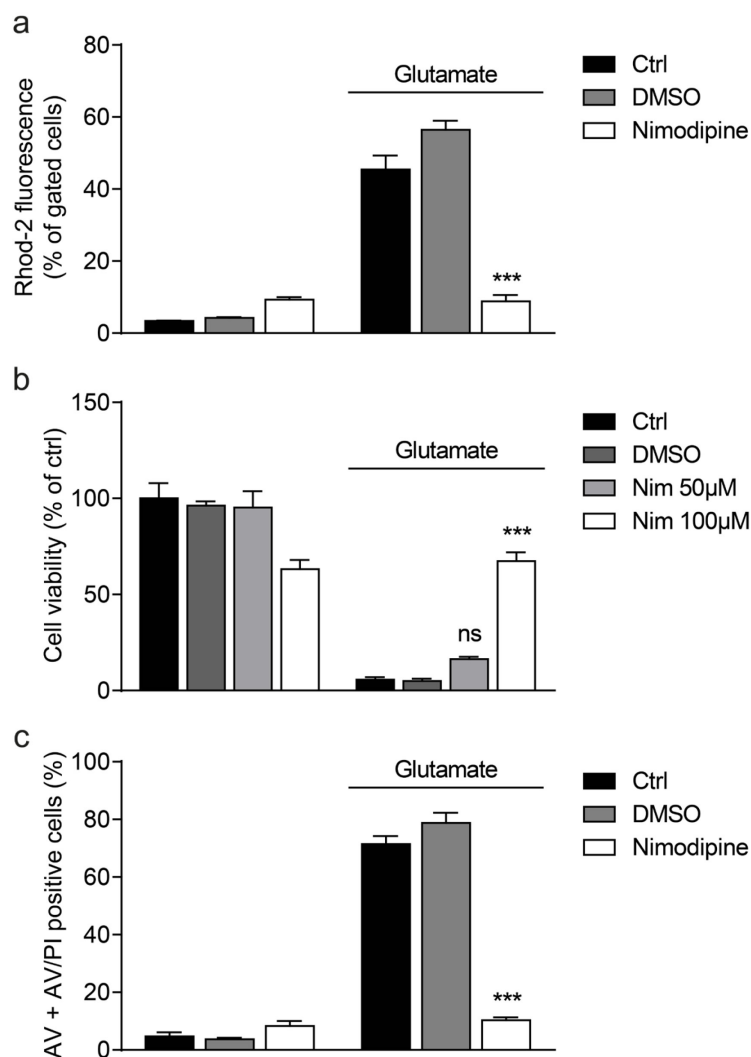 a
Rhod-2 fluorescence
(% of gated cells)
80
60
40
20
0
Glutamate
***
Ctrl
DMSO
Nimodipine
b
Cell viability (% of ctrl)
150
100
50
0
Glutamate
ns
***
Ctrl
DMSO
Nim 50µM
Nim 100µM
c
AV + AV/PI positive cells (%)
100
80
60
40
20
0
Glutamate
***
Ctrl
DMSO
Nimodipine